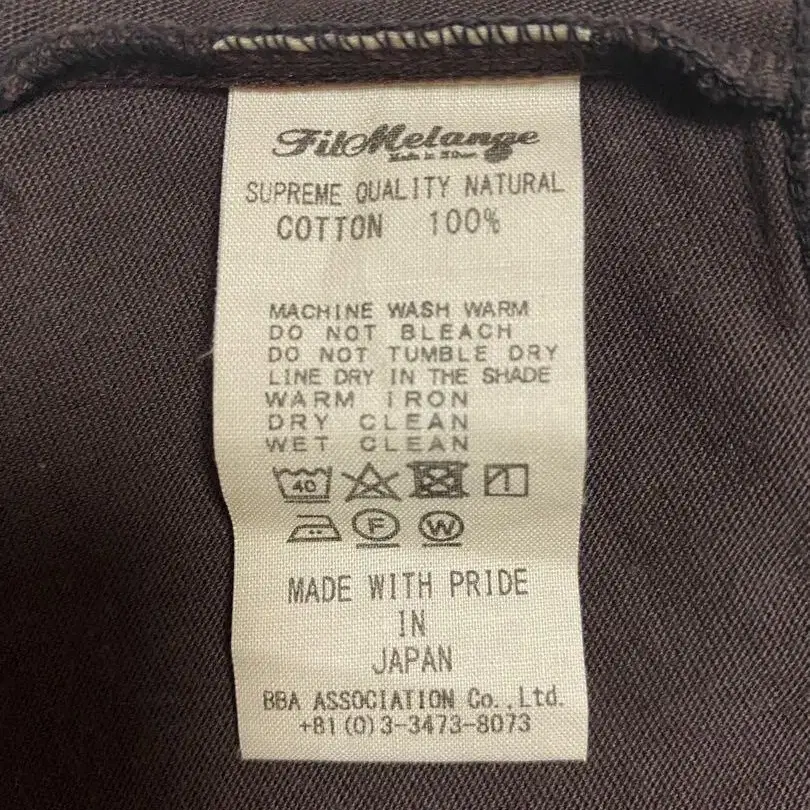 FilMelange
SUPREME QUALITY NATURAL
COTTON 100%
MACHINE WASH WARM
DO NOT BLEACH
DO NOT TUMBLE DRY
LINE DRY IN THE SHADE
WARM IRON
DRY CLEAN
WET CLEAN
40
F W
MADE WITH PRIDE
IN
JAPAN
BBA ASSOCIATION Co.,Ltd.
+81(0)3-3473-8073